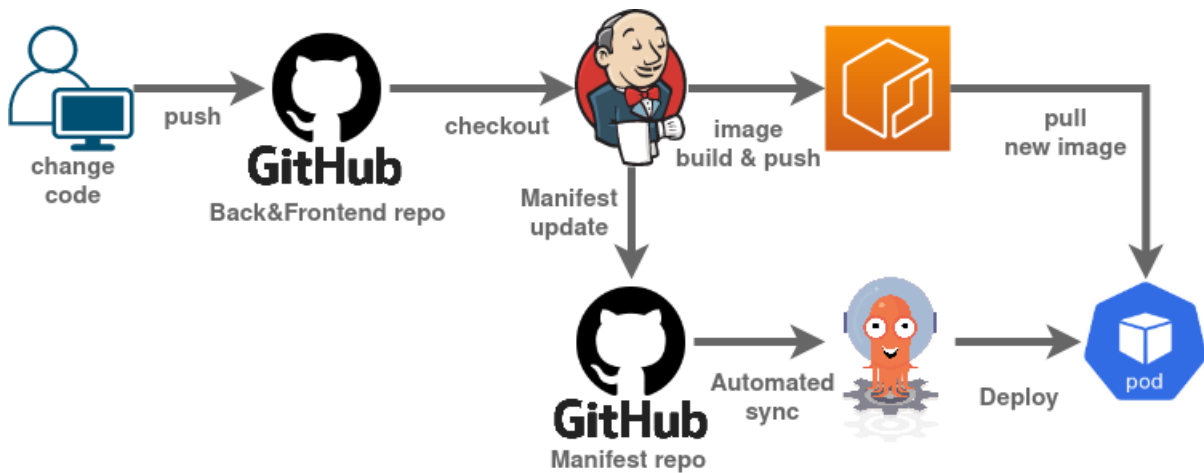 push
change
code
GitHub
Back&Frontend repo
checkout
image
build & push
pull
new image
Manifest
update
GitHub
Manifest repo
Automated
sync
Deploy
pod